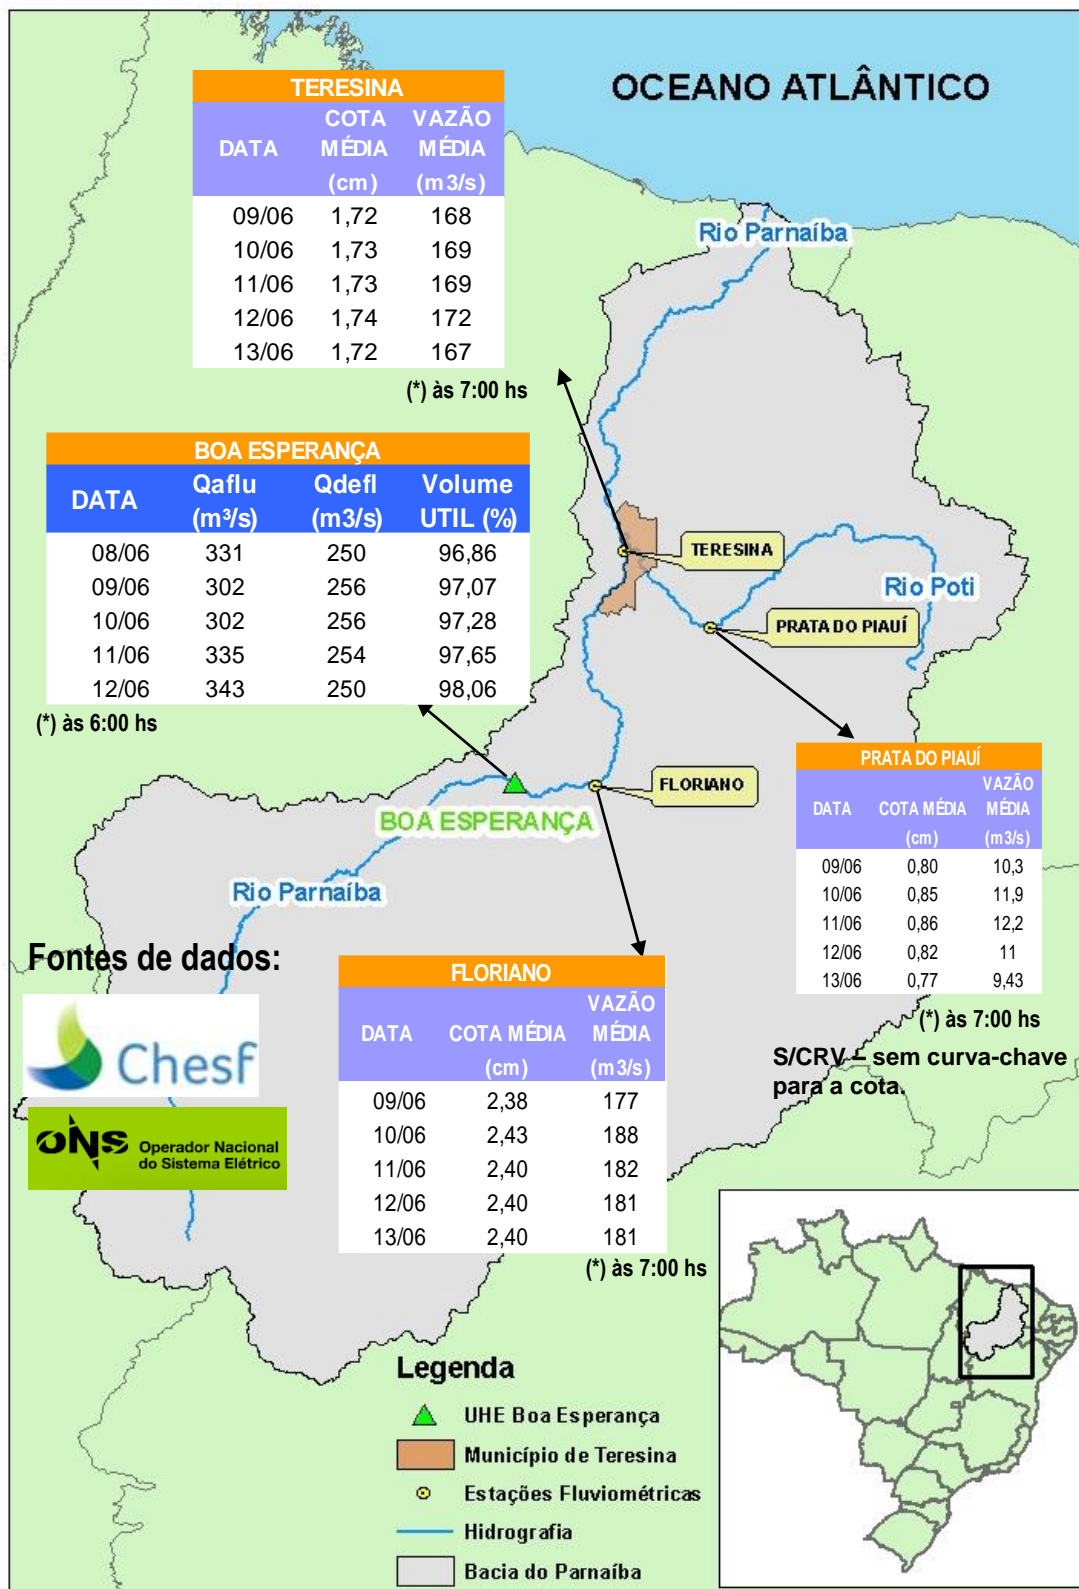 OCEANO ATLÂNTICO
TERESINA
DATA COTA MÉDIA (cm) VAZÃO MÉDIA (m3/s)
09/06 1,72 168
10/06 1,73 169
11/06 1,73 169
12/06 1,74 172
13/06 1,72 167
(*) às 7:00 hs
Rio Parnaíba
BOA ESPERANÇA
DATA Qaflu (m³/s) Qdefl (m3/s) Volume UTIL (%)
08/06 331 250 96,86
09/06 302 256 97,07
10/06 302 256 97,28
11/06 335 254 97,65
12/06 343 250 98,06
(*) às 6:00 hs
TERESINA
Rio Poti
PRATA DO PIAUÍ
FLORIANO
BOA ESPERANÇA
Rio Parnaíba
PRATA DO PIAUÍ
DATA COTA MÉDIA (cm) VAZÃO MÉDIA (m3/s)
09/06 0,80 10,3
10/06 0,85 11,9
11/06 0,86 12,2
12/06 0,82 11
13/06 0,77 9,43
(*) às 7:00 hs
S/CRV – sem curva-chave
para a cota.
Fontes de dados:
Chesf
ONS Operador Nacional
do Sistema Elétrico
FLORIANO
DATA COTA MÉDIA (cm) VAZÃO MÉDIA (m3/s)
09/06 2,38 177
10/06 2,43 188
11/06 2,40 182
12/06 2,40 181
13/06 2,40 181
(*) às 7:00 hs
Legenda
UHE Boa Esperança
Município de Teresina
Estações Fluviométricas
Hidrografia
Bacia do Parnaíba